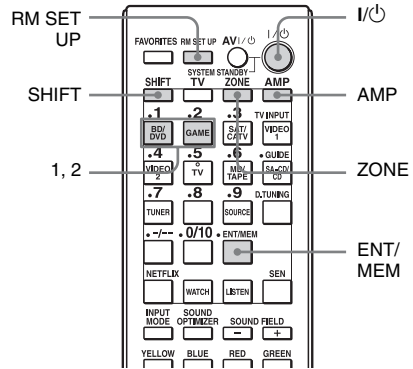 RM SET UP
I/⏻
FAVORITES RM SET UP AV I/⏻ I/⏻
SYSTEM STANDBY
SHIFT
SHIFT TV ZONE AMP
AMP
.1 .2 .3 TV INPUT
1, 2
BD/DVD GAME SAT/CATV VIDEO 1
.4 .5 .6 • GUIDE
VIDEO 2 TV MD/TAPE SA-CD/CD
ZONE
.7 .8 .9 D.TUNING
TUNER SOURCE
. -/-- . 0/10 • ENT/MEM
ENT/MEM
NETFLIX SEN
WATCH LISTEN
INPUT MODE SOUND OPTIMIZER SOUND FIELD
– +
YELLOW BLUE RED GREEN